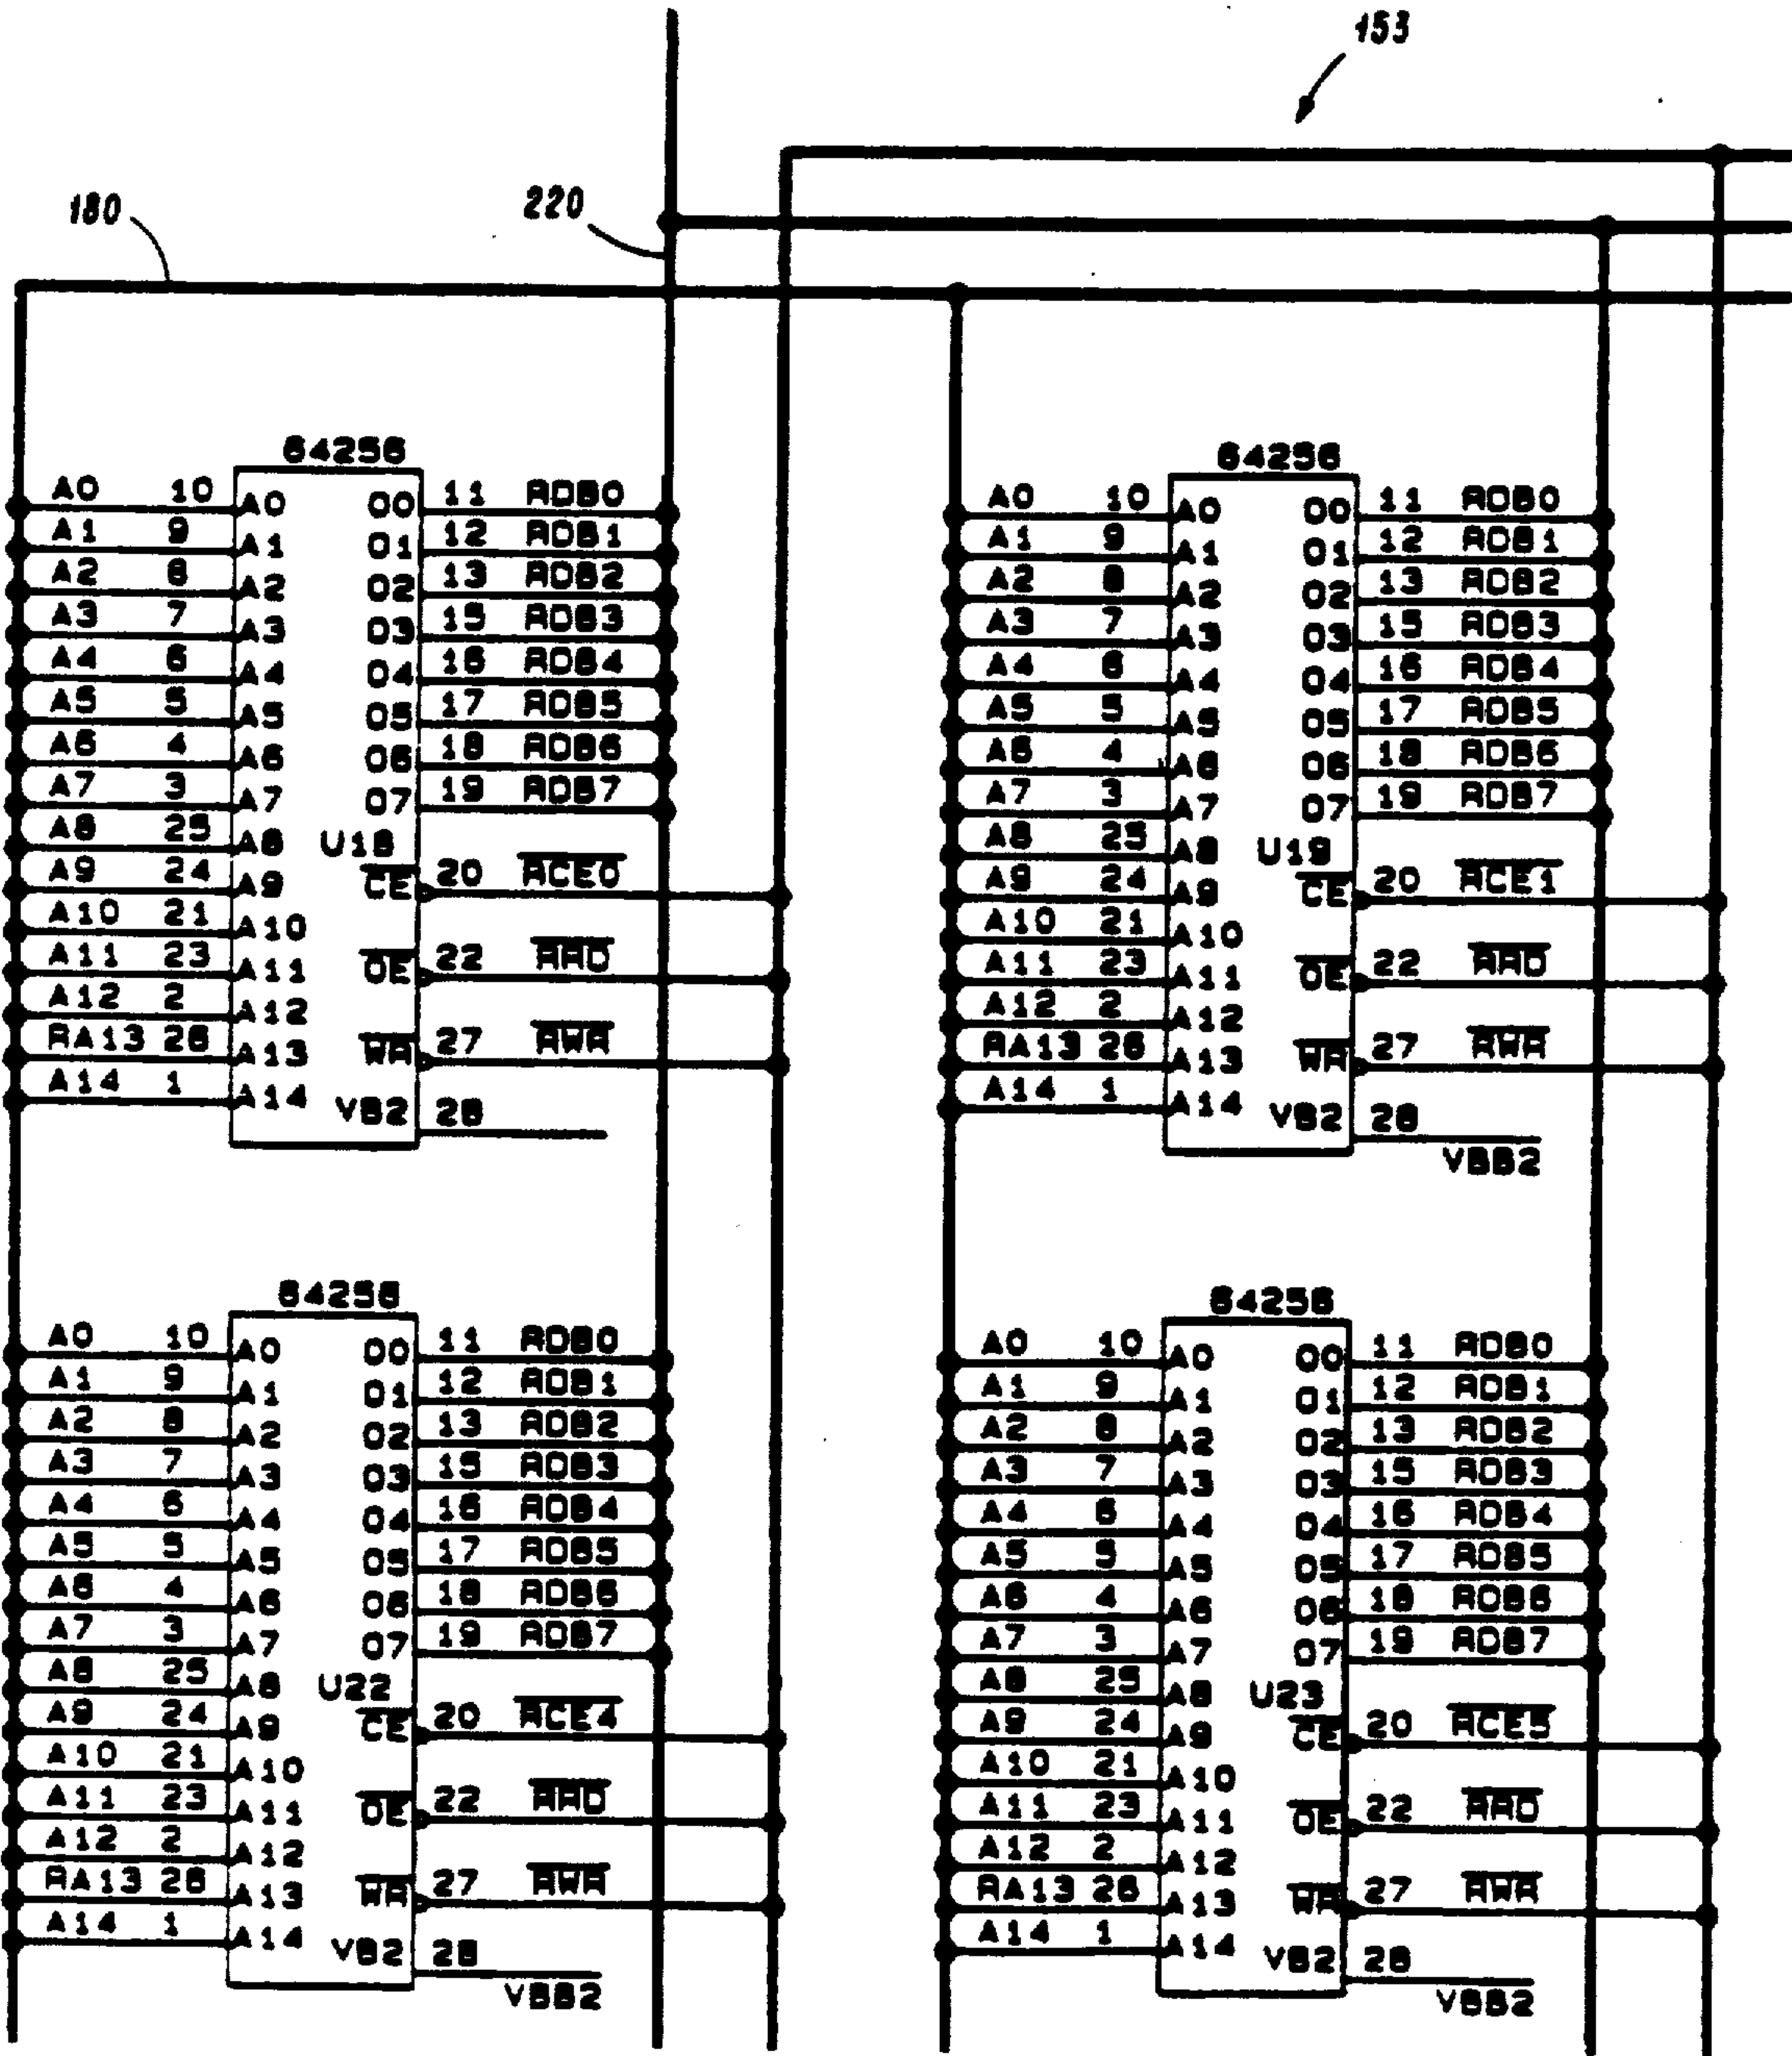 153
180
220
64256
A0 10 A0 O0 11 RDB0
A1 9 A1 O1 12 RDB1
A2 8 A2 O2 13 RDB2
A3 7 A3 O3 15 RDB3
A4 6 A4 O4 16 RDB4
A5 5 A5 O5 17 RDB5
A6 4 A6 O6 18 RDB6
A7 3 A7 O7 19 RDB7
A8 25 A8 U18
A9 24 A9 CE 20 RCE0
A10 21 A10
A11 23 A11 OE 22 RRD
A12 2 A12
RA13 26 A13 WR 27 RWR
A14 1 A14 VB2 28
64256
A0 10 A0 O0 11 RDB0
A1 9 A1 O1 12 RDB1
A2 8 A2 O2 13 RDB2
A3 7 A3 O3 15 RDB3
A4 6 A4 O4 16 RDB4
A5 5 A5 O5 17 RDB5
A6 4 A6 O6 18 RDB6
A7 3 A7 O7 19 RDB7
A8 25 A8 U19
A9 24 A9 CE 20 RCE1
A10 21 A10
A11 23 A11 OE 22 RRD
A12 2 A12
RA13 26 A13 WR 27 RWR
A14 1 A14 VB2 28
VBB2
64256
A0 10 A0 O0 11 RDB0
A1 9 A1 O1 12 RDB1
A2 8 A2 O2 13 RDB2
A3 7 A3 O3 15 RDB3
A4 6 A4 O4 16 RDB4
A5 5 A5 O5 17 RDB5
A6 4 A6 O6 18 RDB6
A7 3 A7 O7 19 RDB7
A8 25 A8 U22
A9 24 A9 CE 20 RCE4
A10 21 A10
A11 23 A11 OE 22 RRD
A12 2 A12
RA13 26 A13 WR 27 RWR
A14 1 A14 VB2 28
VBB2
64256
A0 10 A0 O0 11 RDB0
A1 9 A1 O1 12 RDB1
A2 8 A2 O2 13 RDB2
A3 7 A3 O3 15 RDB3
A4 6 A4 O4 16 RDB4
A5 5 A5 O5 17 RDB5
A6 4 A6 O6 18 RDB6
A7 3 A7 O7 19 RDB7
A8 25 A8 U23
A9 24 A9 CE 20 RCE5
A10 21 A10
A11 23 A11 OE 22 RRD
A12 2 A12
RA13 26 A13 WR 27 RWR
A14 1 A14 VB2 28
VBB2